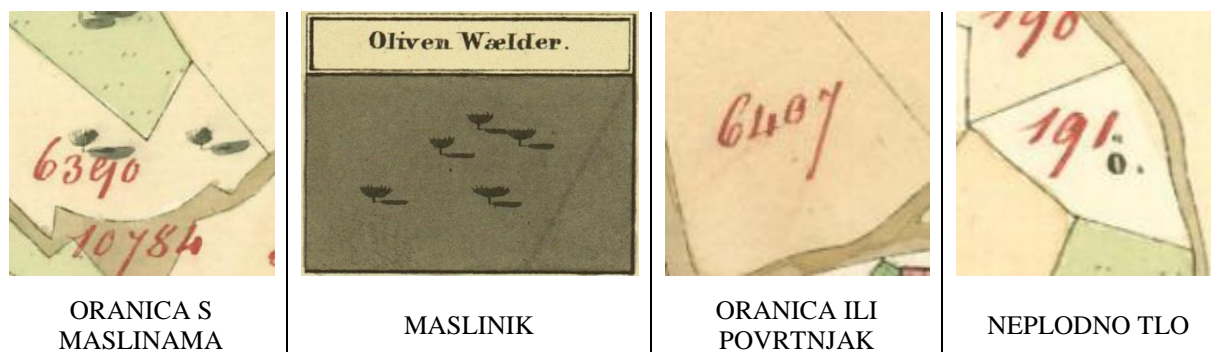 6390
10784
Oliven Wælder.
6407
190
191.
0.
ORANICA S
MASLINAMA
MASLINIK
ORANICA ILI
POVRTNJAK
NEPLODNO TLO